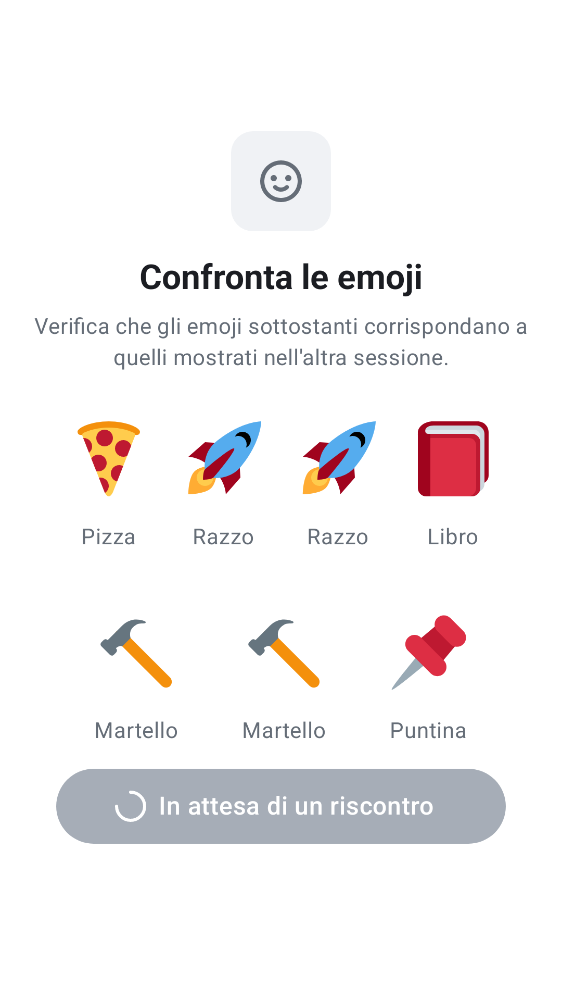 Confronta le emoji
Verifica che gli emoji sottostanti corrispondano a
quelli mostrati nell'altra sessione.
Pizza Razzo Razzo Libro
Martello Martello Puntina
In attesa di un riscontro